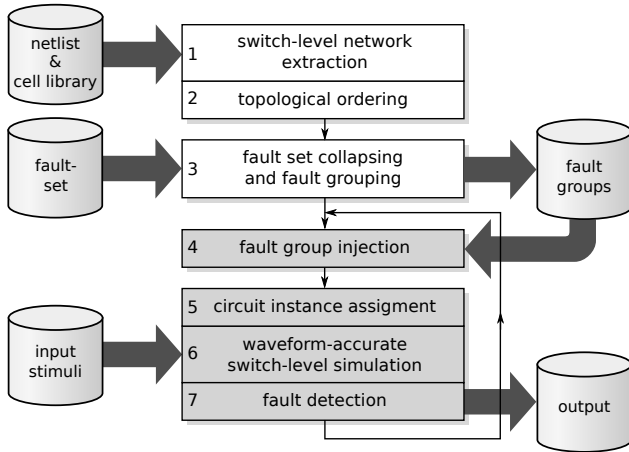 netlist
&
cell library
1
switch-level network
extraction
2
topological ordering
fault-
set
3
fault set collapsing
and fault grouping
fault
groups
4
fault group injection
5
circuit instance assigment
input
stimuli
6
waveform-accurate
switch-level simulation
7
fault detection
output